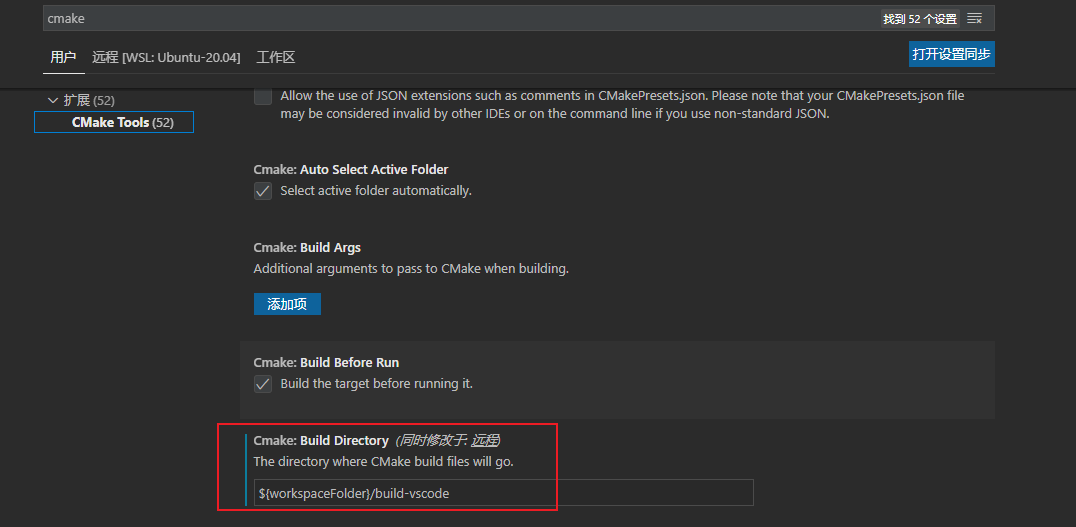 cmake
找到 52 个设置
用户 远程 [WSL: Ubuntu-20.04] 工作区
打开设置同步
扩展 (52)
CMake Tools (52)
Allow the use of JSON extensions such as comments in CMakePresets.json. Please note that your CMakePresets.json file
may be considered invalid by other IDEs or on the command line if you use non-standard JSON.
Cmake: Auto Select Active Folder
Select active folder automatically.
Cmake: Build Args
Additional arguments to pass to CMake when building.
添加项
Cmake: Build Before Run
Build the target before running it.
Cmake: Build Directory (同时修改于: 远程)
The directory where CMake build files will go.
${workspaceFolder}/build-vscode